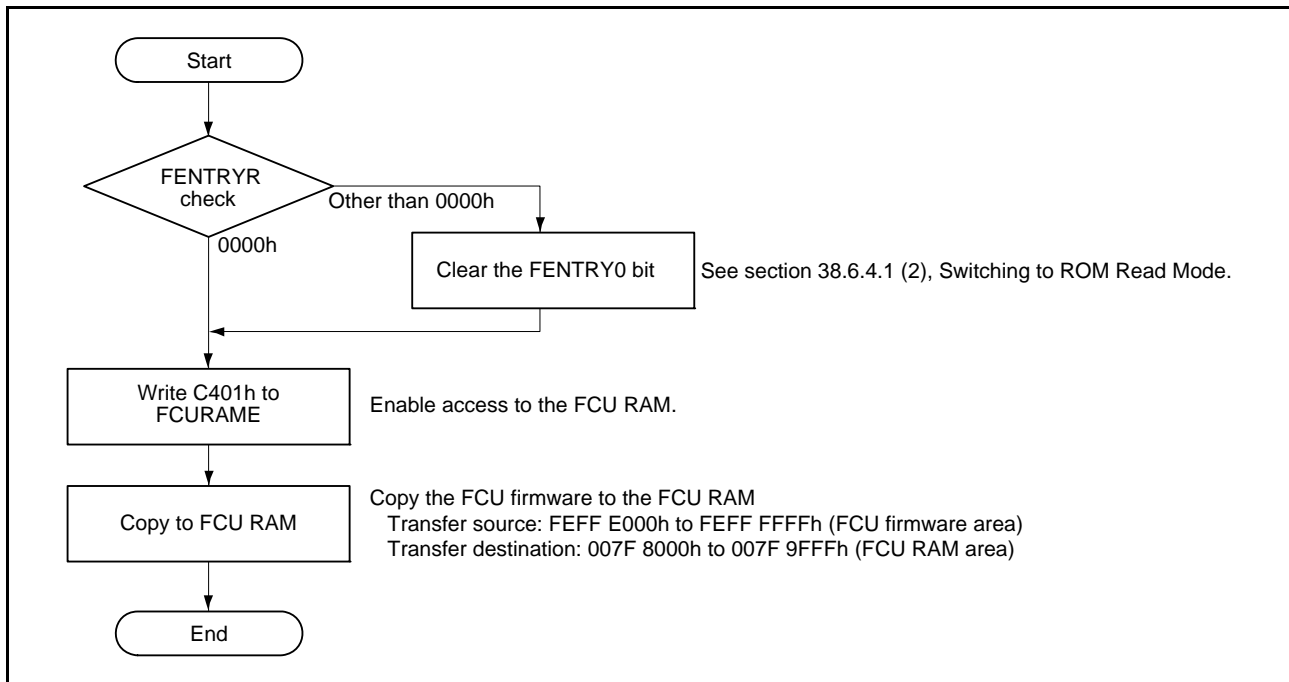 Start
FENTRYR
check
Other than 0000h
0000h
Clear the FENTRY0 bit
See section 38.6.4.1 (2), Switching to ROM Read Mode.
Write C401h to
FCURAME
Enable access to the FCU RAM.
Copy to FCU RAM
Copy the FCU firmware to the FCU RAM
Transfer source: FEFF E000h to FEFF FFFFh (FCU firmware area)
Transfer destination: 007F 8000h to 007F 9FFFh (FCU RAM area)
End